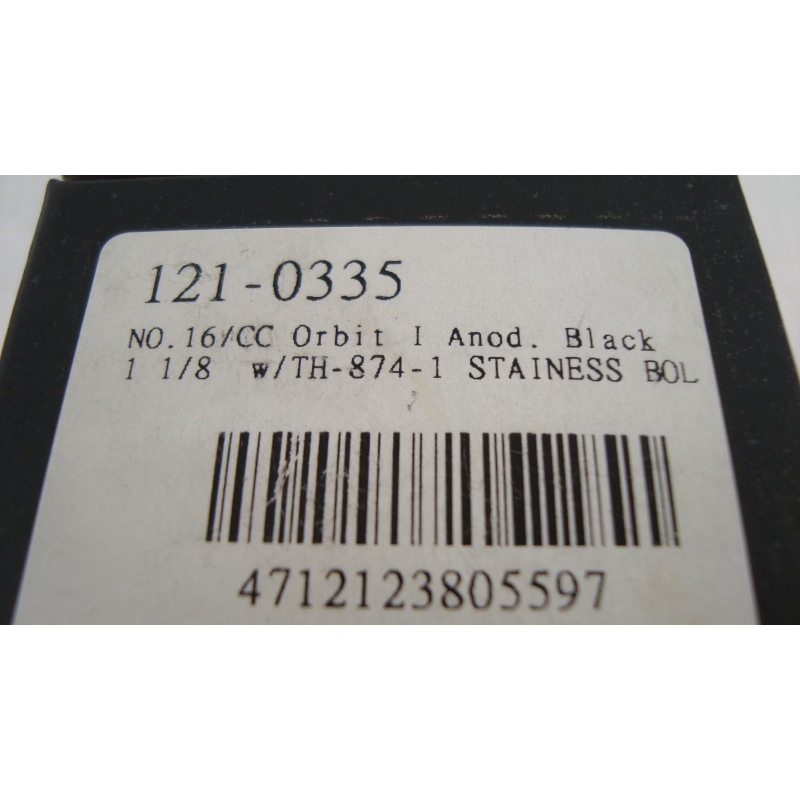 121-0335
NO.16/CC Orbit I Anod. Black
1 1/8 w/TH-874-1 STAINESS BOL
4712123805597